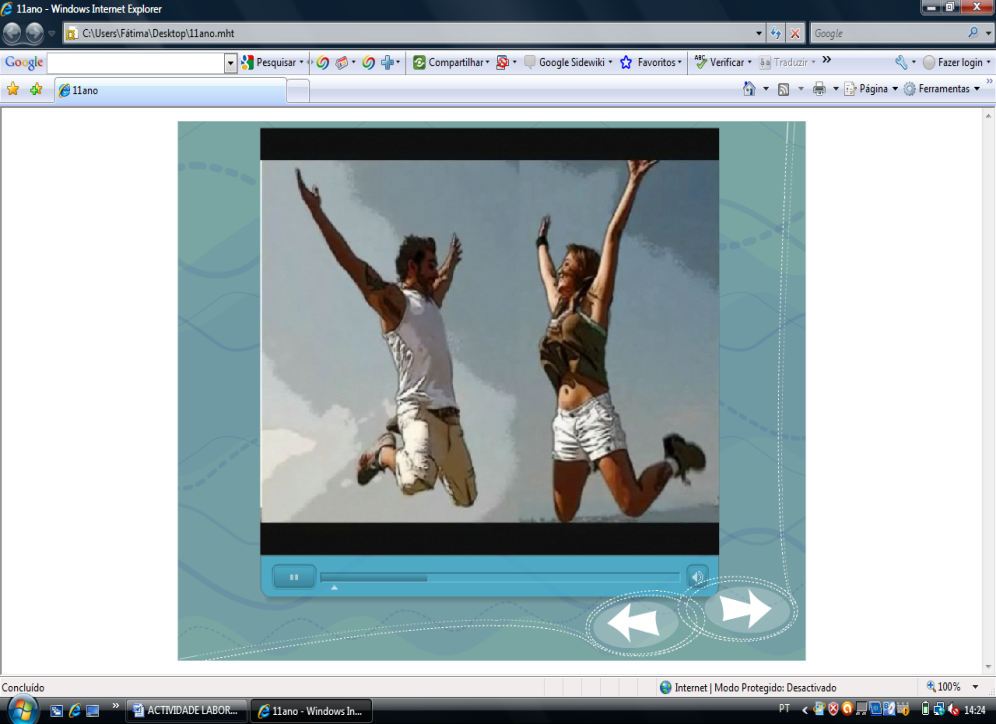 11ano - Windows Internet Explorer
C:\Users\Fátima\Desktop\11ano.mht
Google
Google
Pesquisar
Compartilhar
Google Sidewiki
Favoritos
Verificar
Traduzir
Fazer login
11ano
Página
Ferramentas
Concluído
Internet | Modo Protegido: Desactivado
100%
ACTIVIDADE LABOR...
11ano - Windows In...
PT
14:24